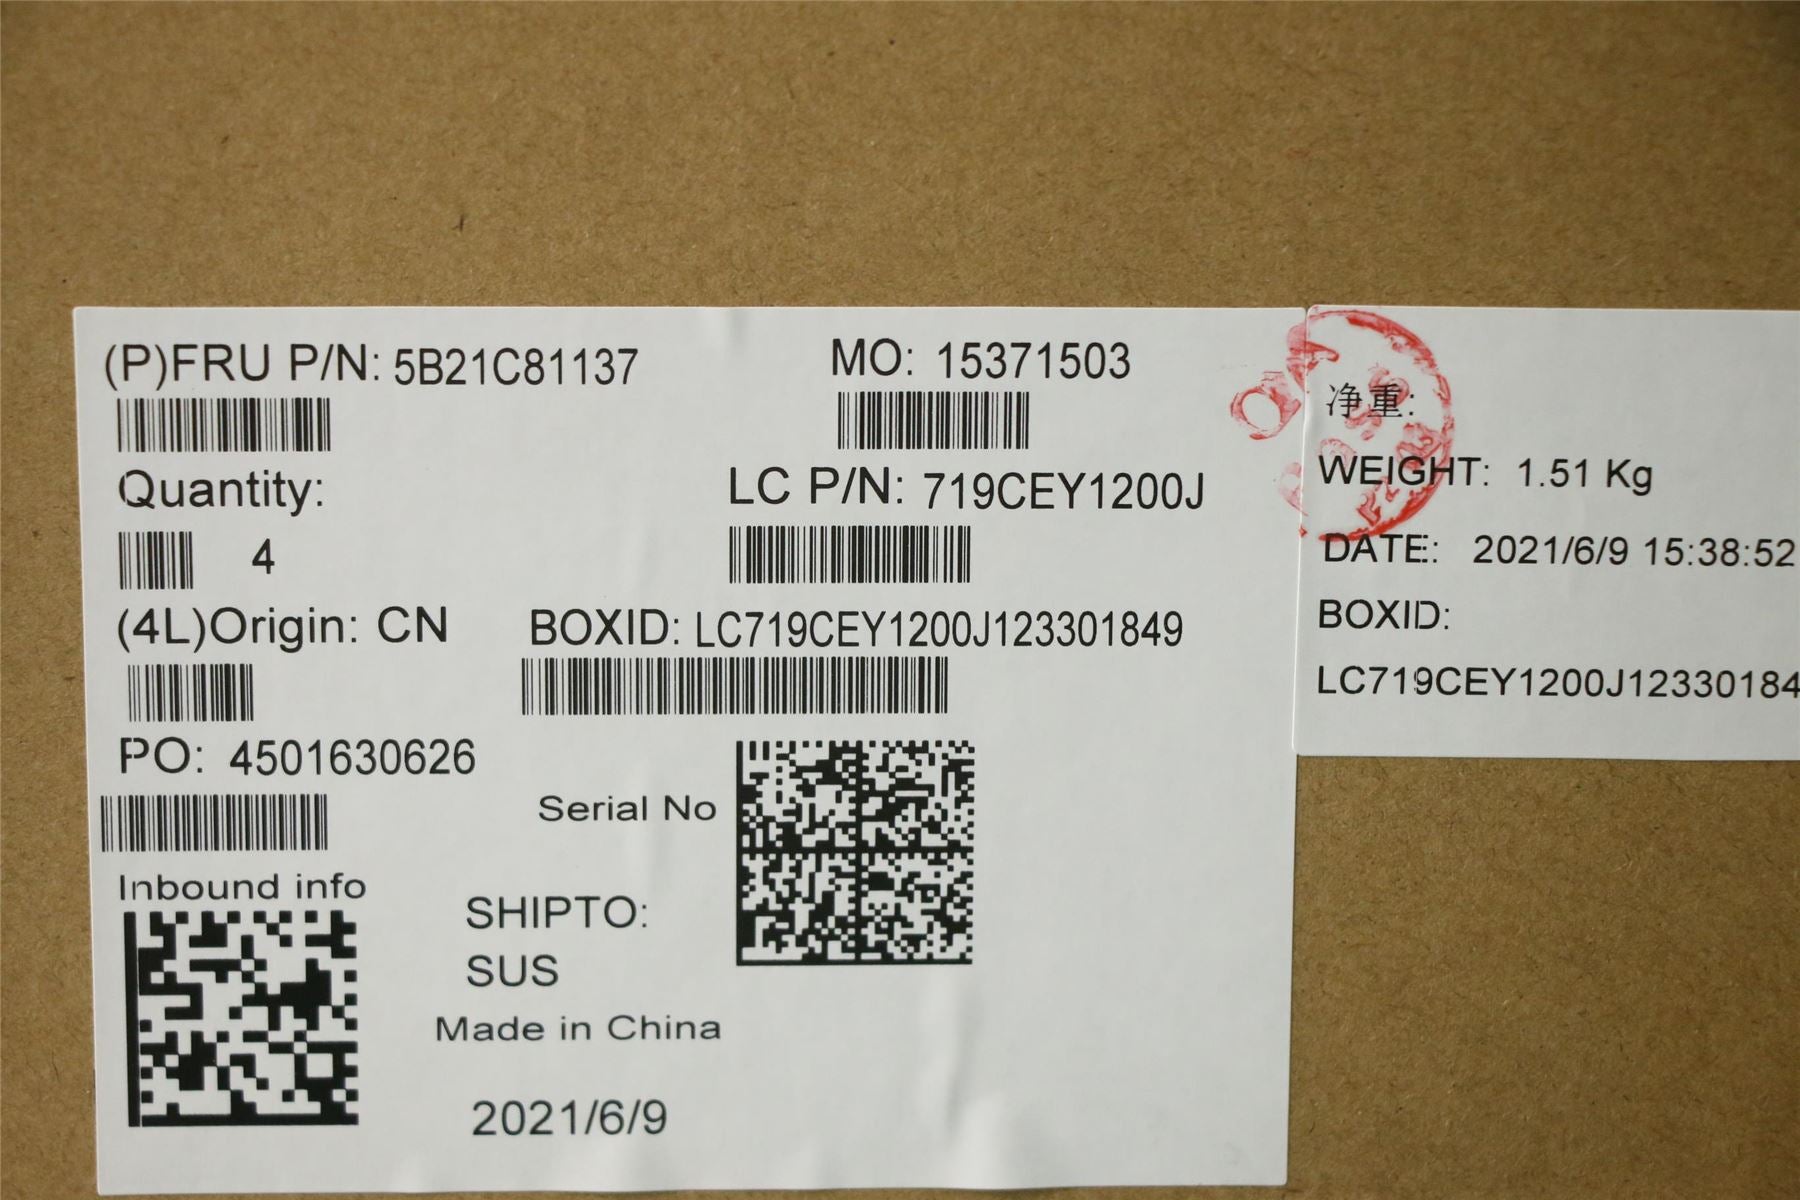 (P)FRU P/N: 5B21C81137
MO: 15371503
Quantity:
4
LC P/N: 719CEY1200J
(4L)Origin: CN
BOXID: LC719CEY1200J123301849
PO: 4501630626
Serial No
Inbound info
SHIPTO:
SUS
Made in China
2021/6/9
净重:
WEIGHT: 1.51 Kg
DATE: 2021/6/9 15:38:52
BOXID:
LC719CEY1200J12330184